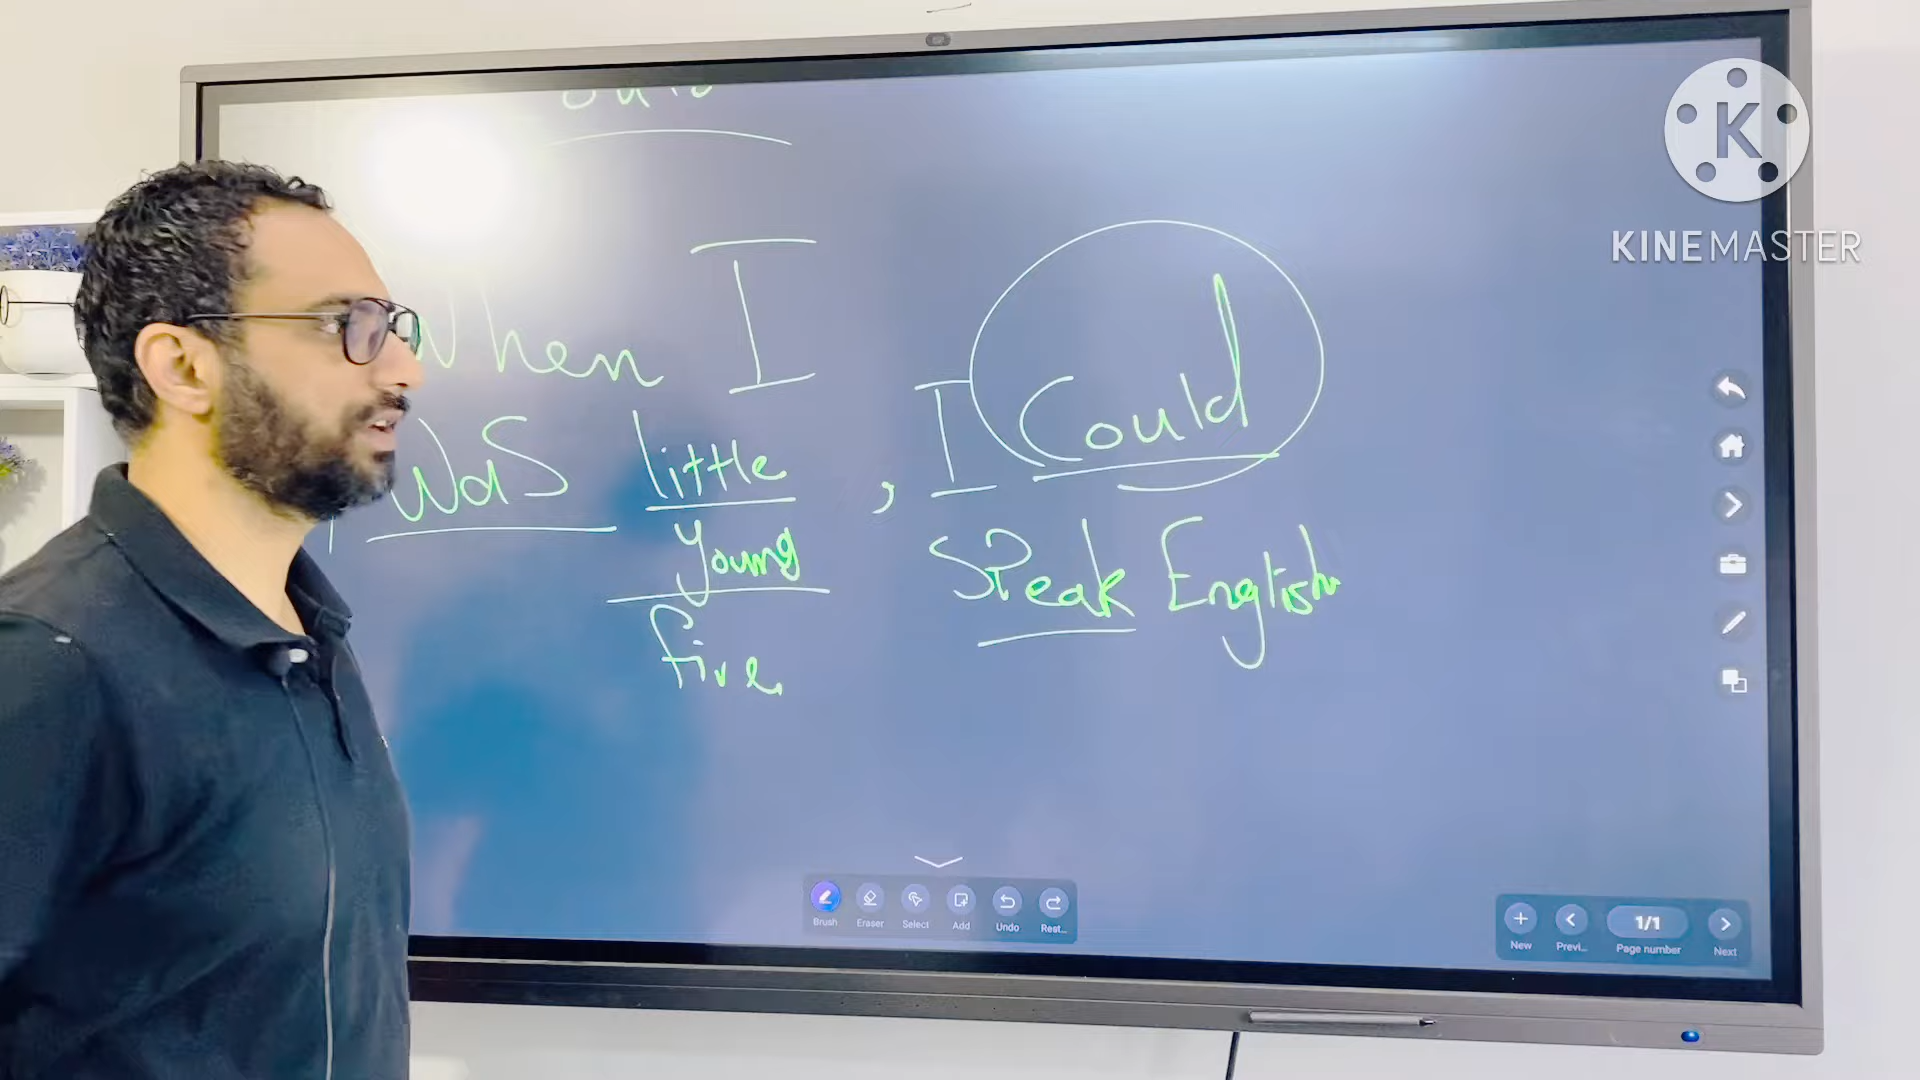 ould
When I
was little
young
five
, I Could
Speak English
KINEMASTER
Brush
Eraser
Select
Add
Undo
Rest...
New
Previ...
1/1
Page number
Next